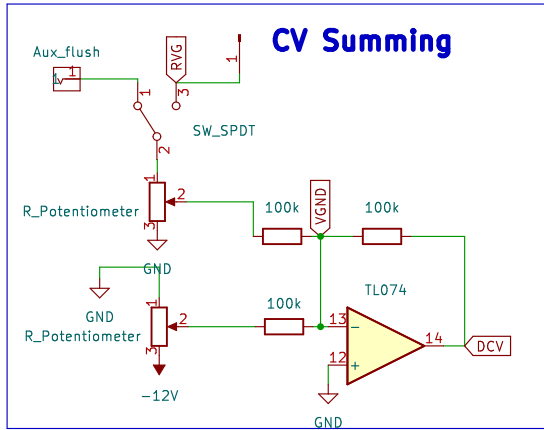 CV Summing
Aux_flush
RVG
1
1
1
3
SW_SPDT
2
1
2
R_Potentiometer
3
GND
100k
VGND
100k
GND
1
2
R_Potentiometer
3
-12V
100k
TL074
13
-
14
DCV
12
+
GND